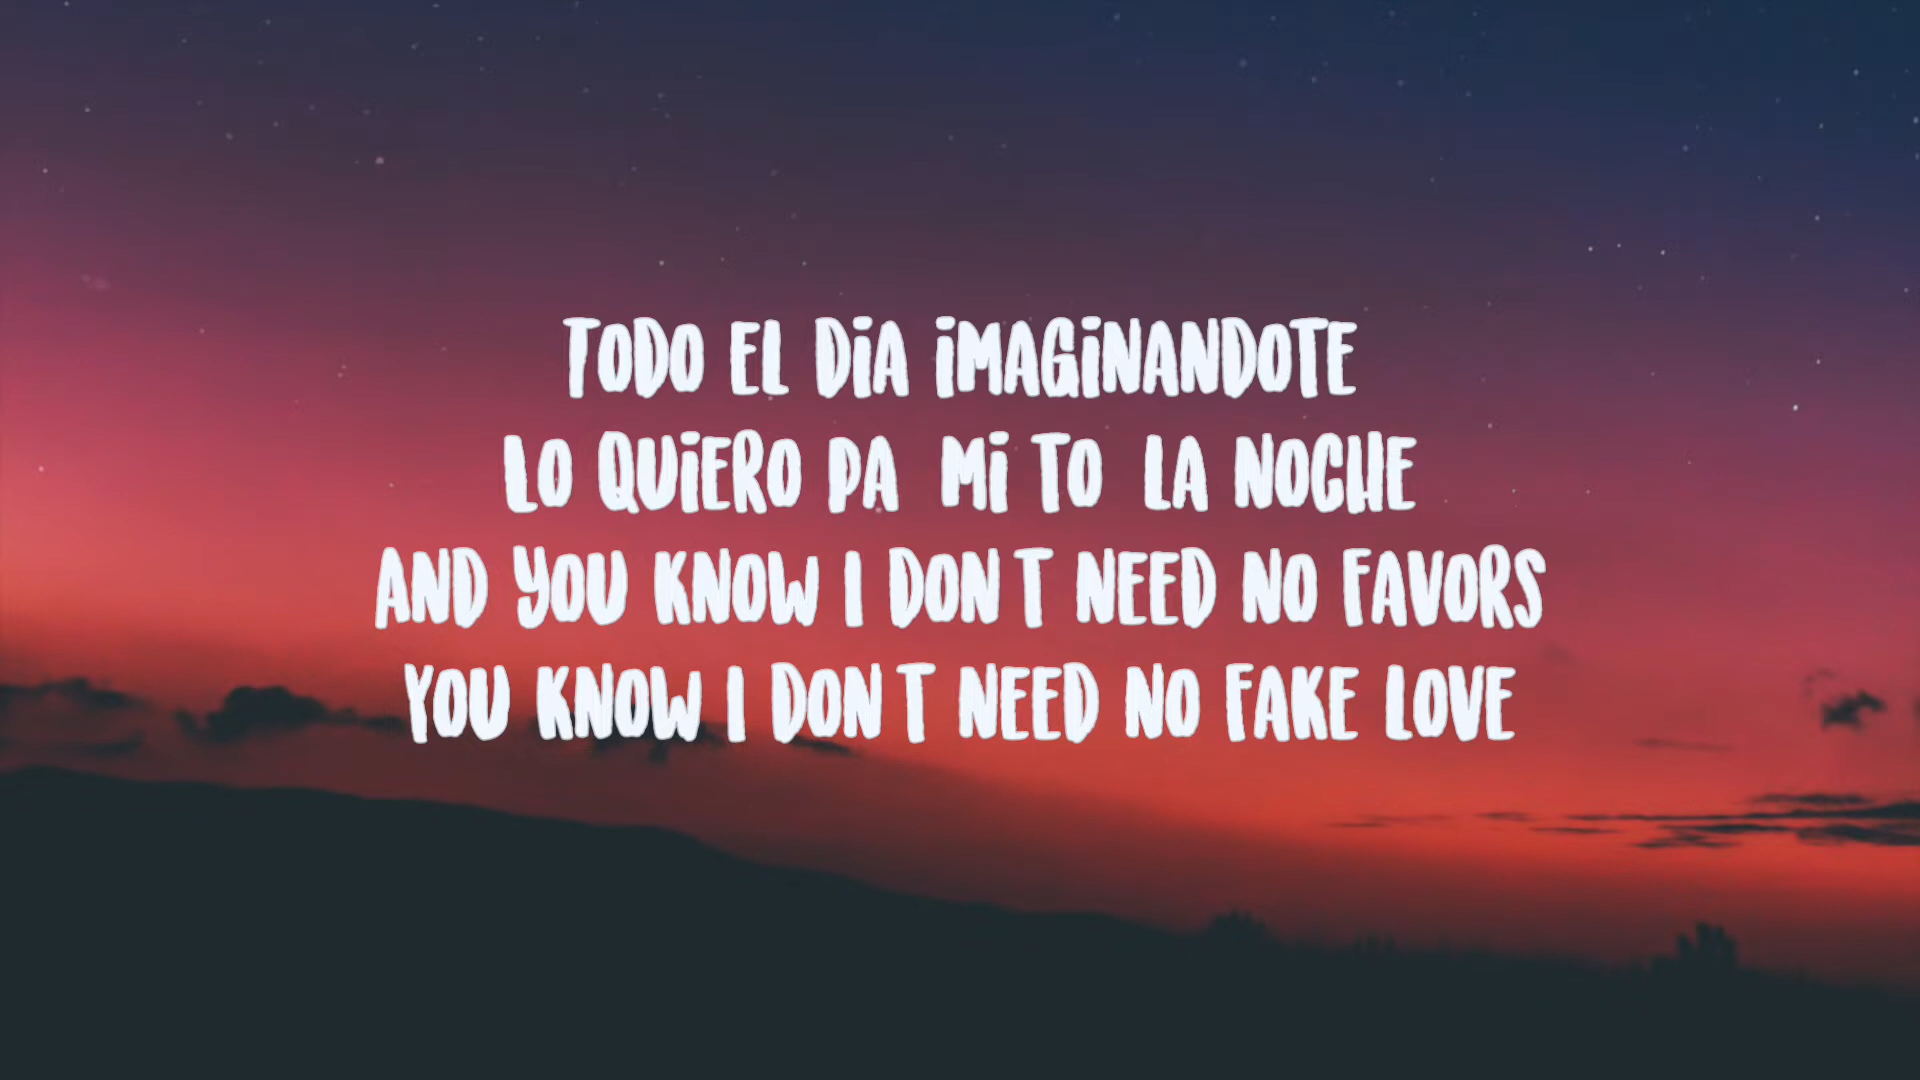 TODO EL DIA IMAGINANDOTE
LO QUIERO PA MI TO LA NOCHE
AND YOU KNOW I DON T NEED NO FAVORS
YOU KNOW I DON T NEED NO FAKE LOVE